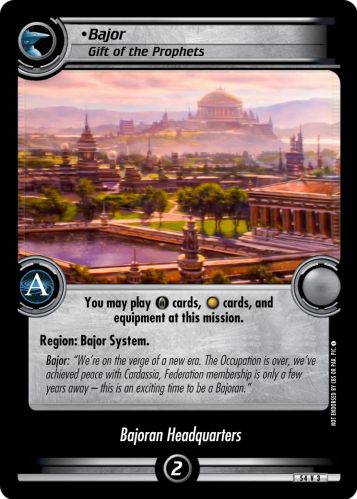 •Bajor
Gift of the Prophets
A
You may play cards, cards, and
equipment at this mission.
Region: Bajor System.
Bajor: "We're on the verge of a new era. The Occupation is over, we've
achieved peace with Cardassia, Federation membership is only a few
years away – this is an exciting time to be a Bajoran."
NOT ENDORSED BY CBS OR PAR. PIC.
Bajoran Headquarters
2
54 V 3